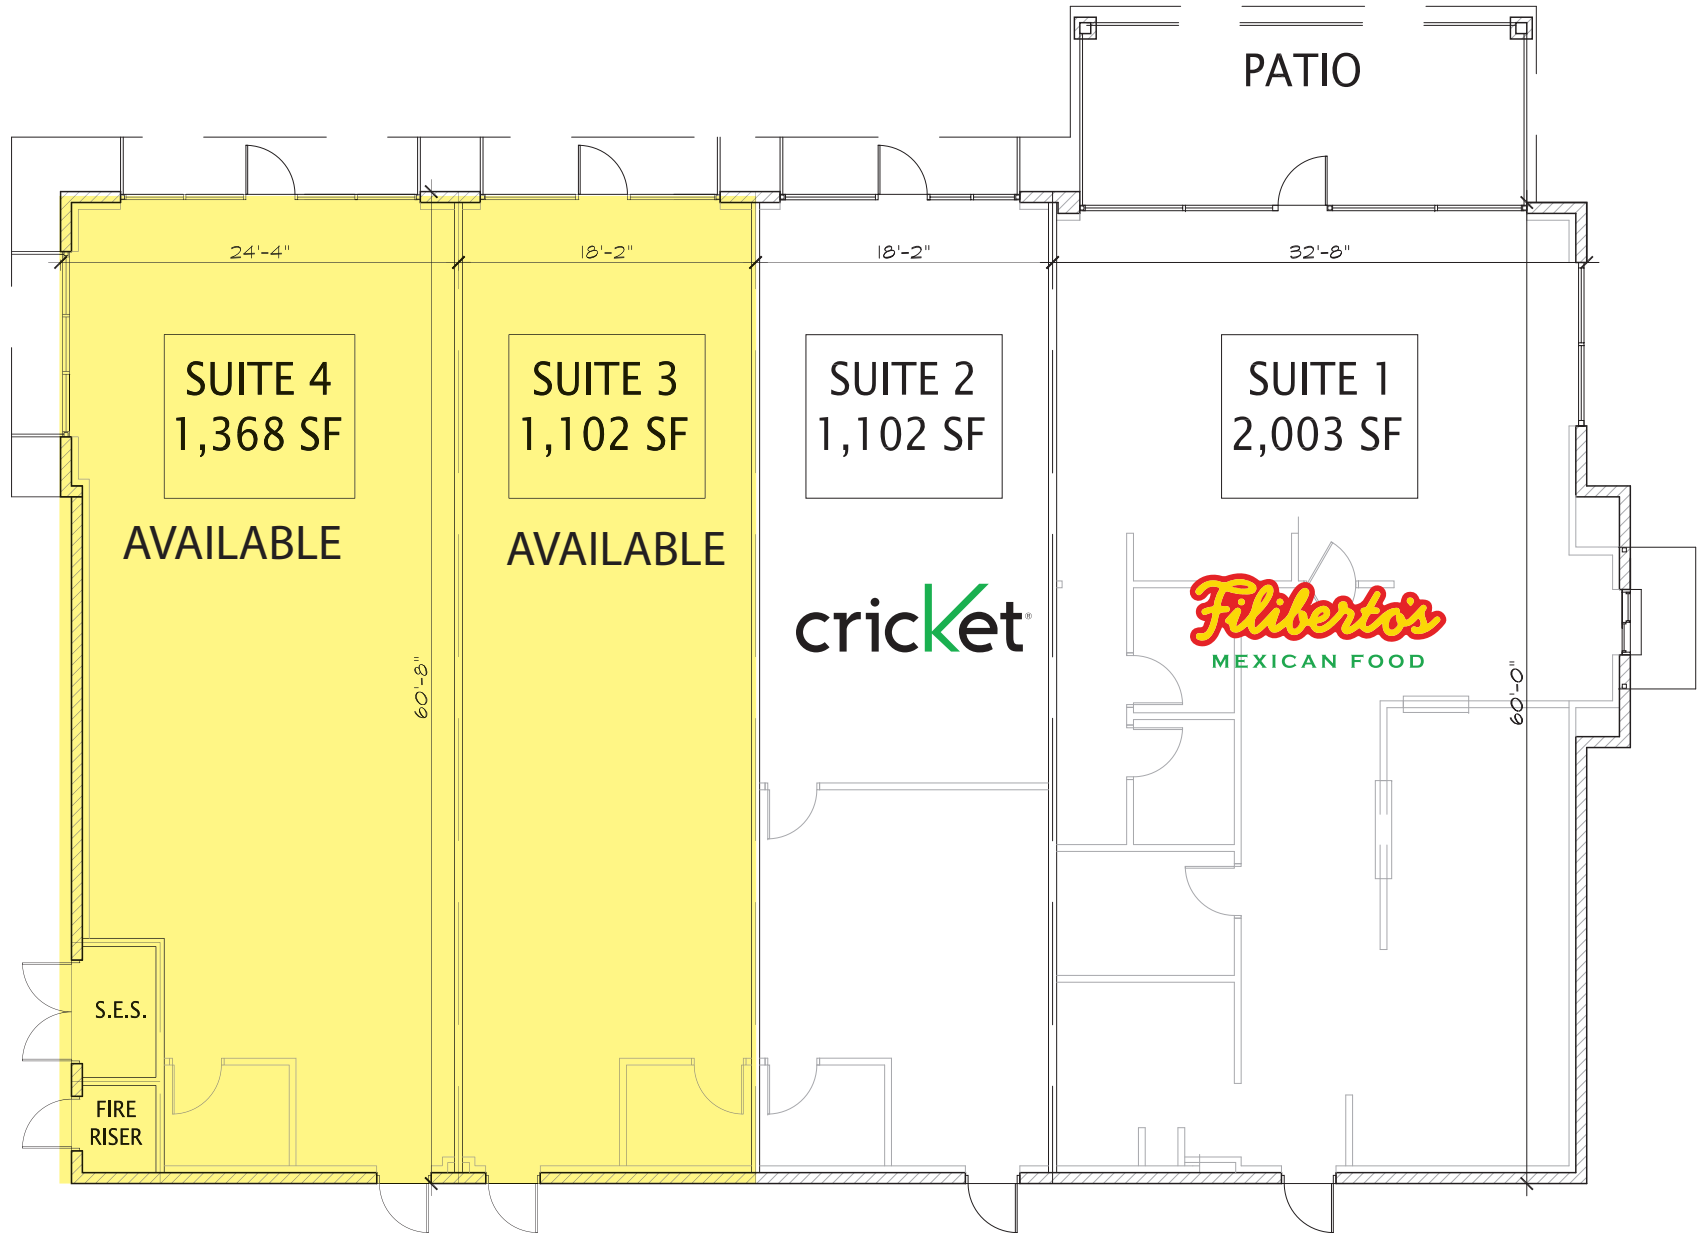 PATIO
24'-4"
18'-2"
18'-2"
32'-8"
SUITE 4
1,368 SF
AVAILABLE
SUITE 3
1,102 SF
AVAILABLE
SUITE 2
1,102 SF
cricket®
SUITE 1
2,003 SF
Filiberto's
MEXICAN FOOD
60'-8"
60'-0"
S.E.S.
FIRE
RISER